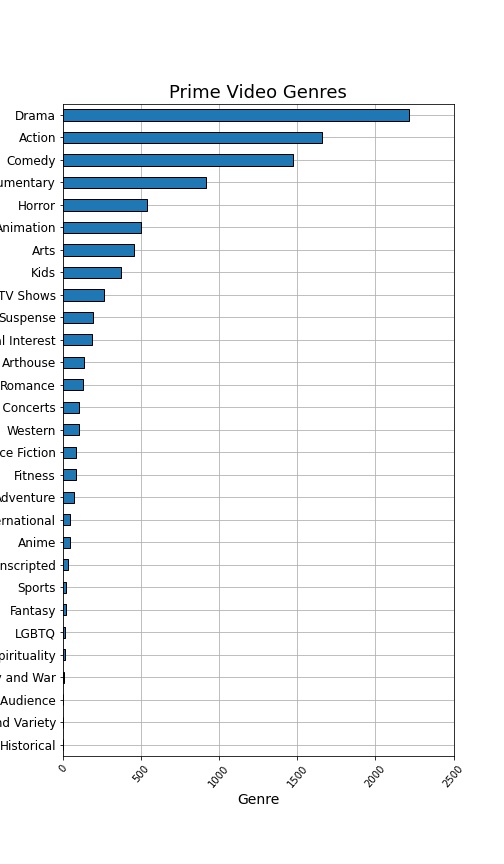 Prime Video Genres
Drama
Action
Comedy
umentary
Horror
Animation
Arts
Kids
TV Shows
Suspense
al Interest
Arthouse
Romance
Concerts
Western
ce Fiction
Fitness
Adventure
ernational
Anime
nscripted
Sports
Fantasy
LGBTQ
pirituality
y and War
Audience
nd Variety
Historical
0 500 1000 1500 2000 2500
Genre